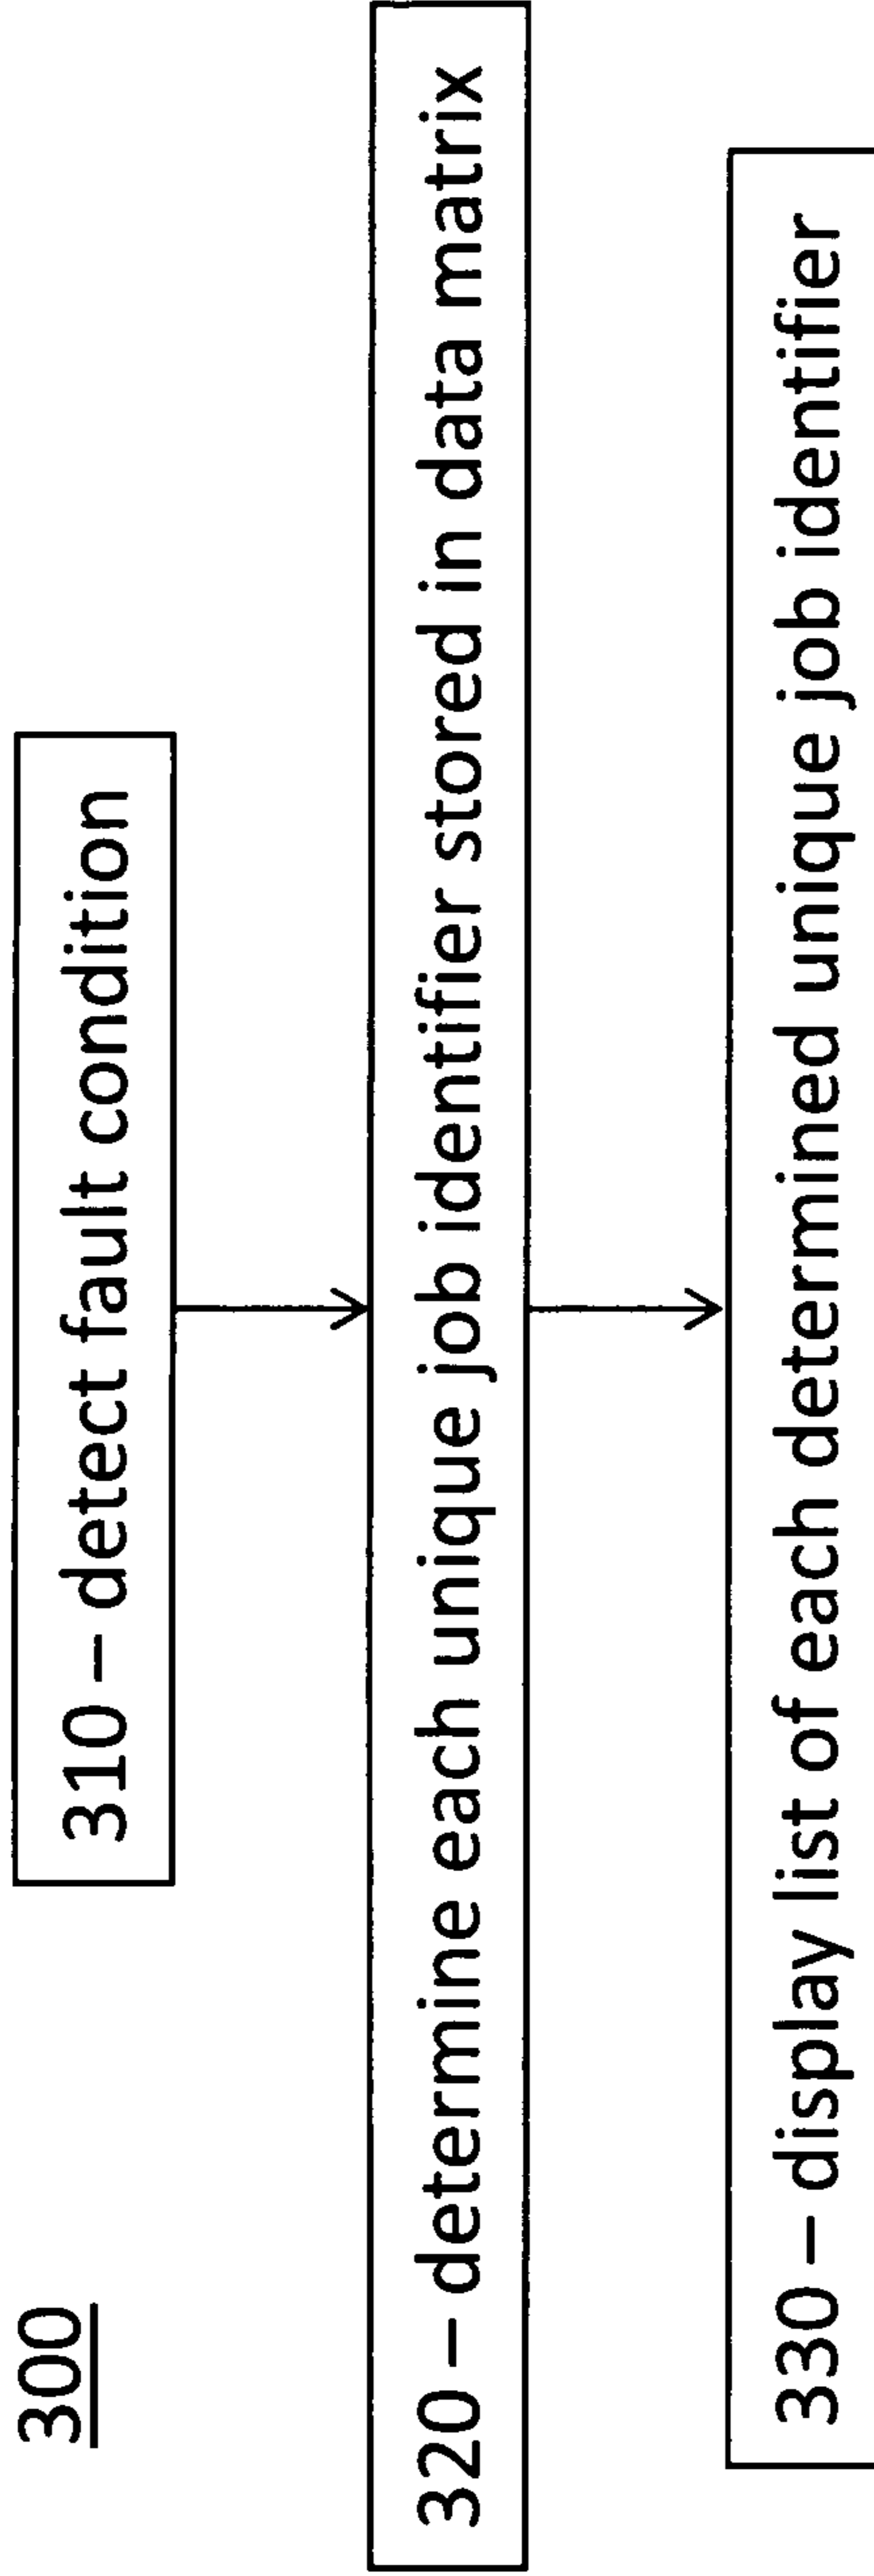 300
310 – detect fault condition
320 – determine each unique job identifier stored in data matrix
330 – display list of each determined unique job identifier